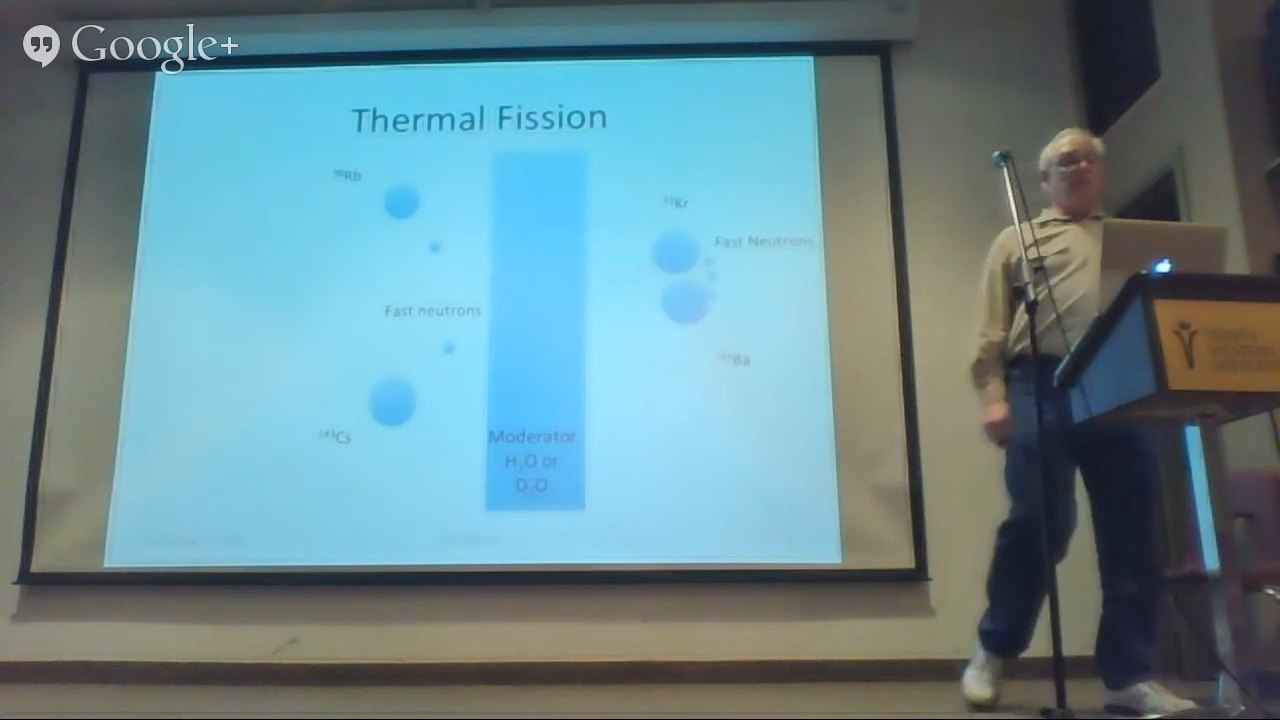 Google+
Thermal Fission
Rb
Kr
Fast Neutrons
Fast neutrons
Ba
Cs
Moderator
H₂O or
D₂O